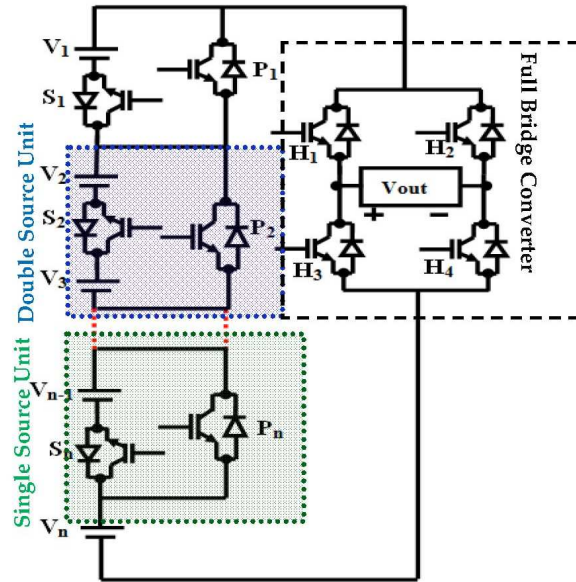 V1
S1
P1
Double Source Unit
V2
S2
V3
P2
Single Source Unit
Vn-1
Sn
Pn
Vn
Full Bridge Converter
H1
H2
Vout
+ −
H3
H4